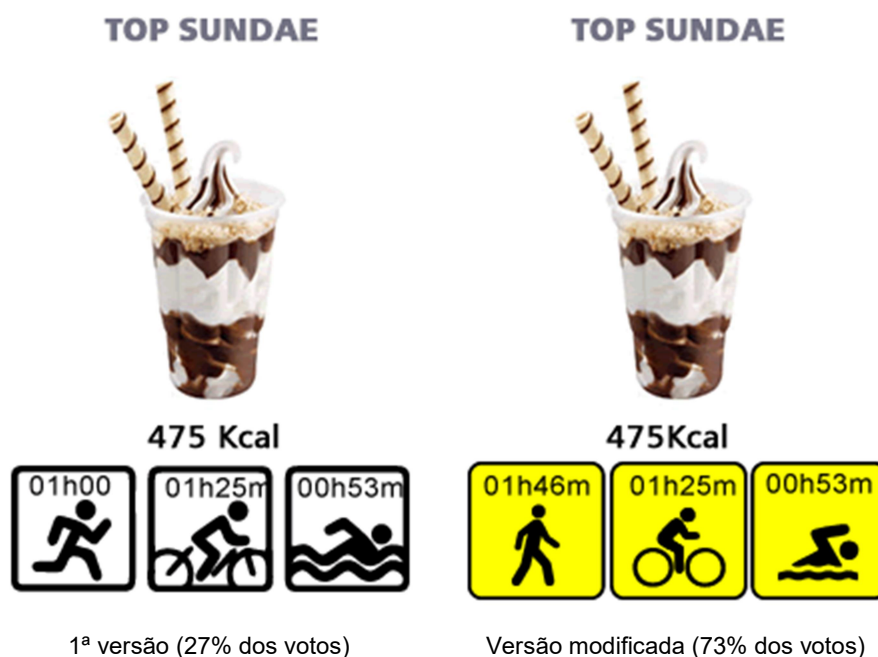 TOP SUNDAE
475 Kcal
01h00
01h25m
00h53m
1ª versão (27% dos votos)
TOP SUNDAE
475Kcal
01h46m
01h25m
00h53m
Versão modificada (73% dos votos)